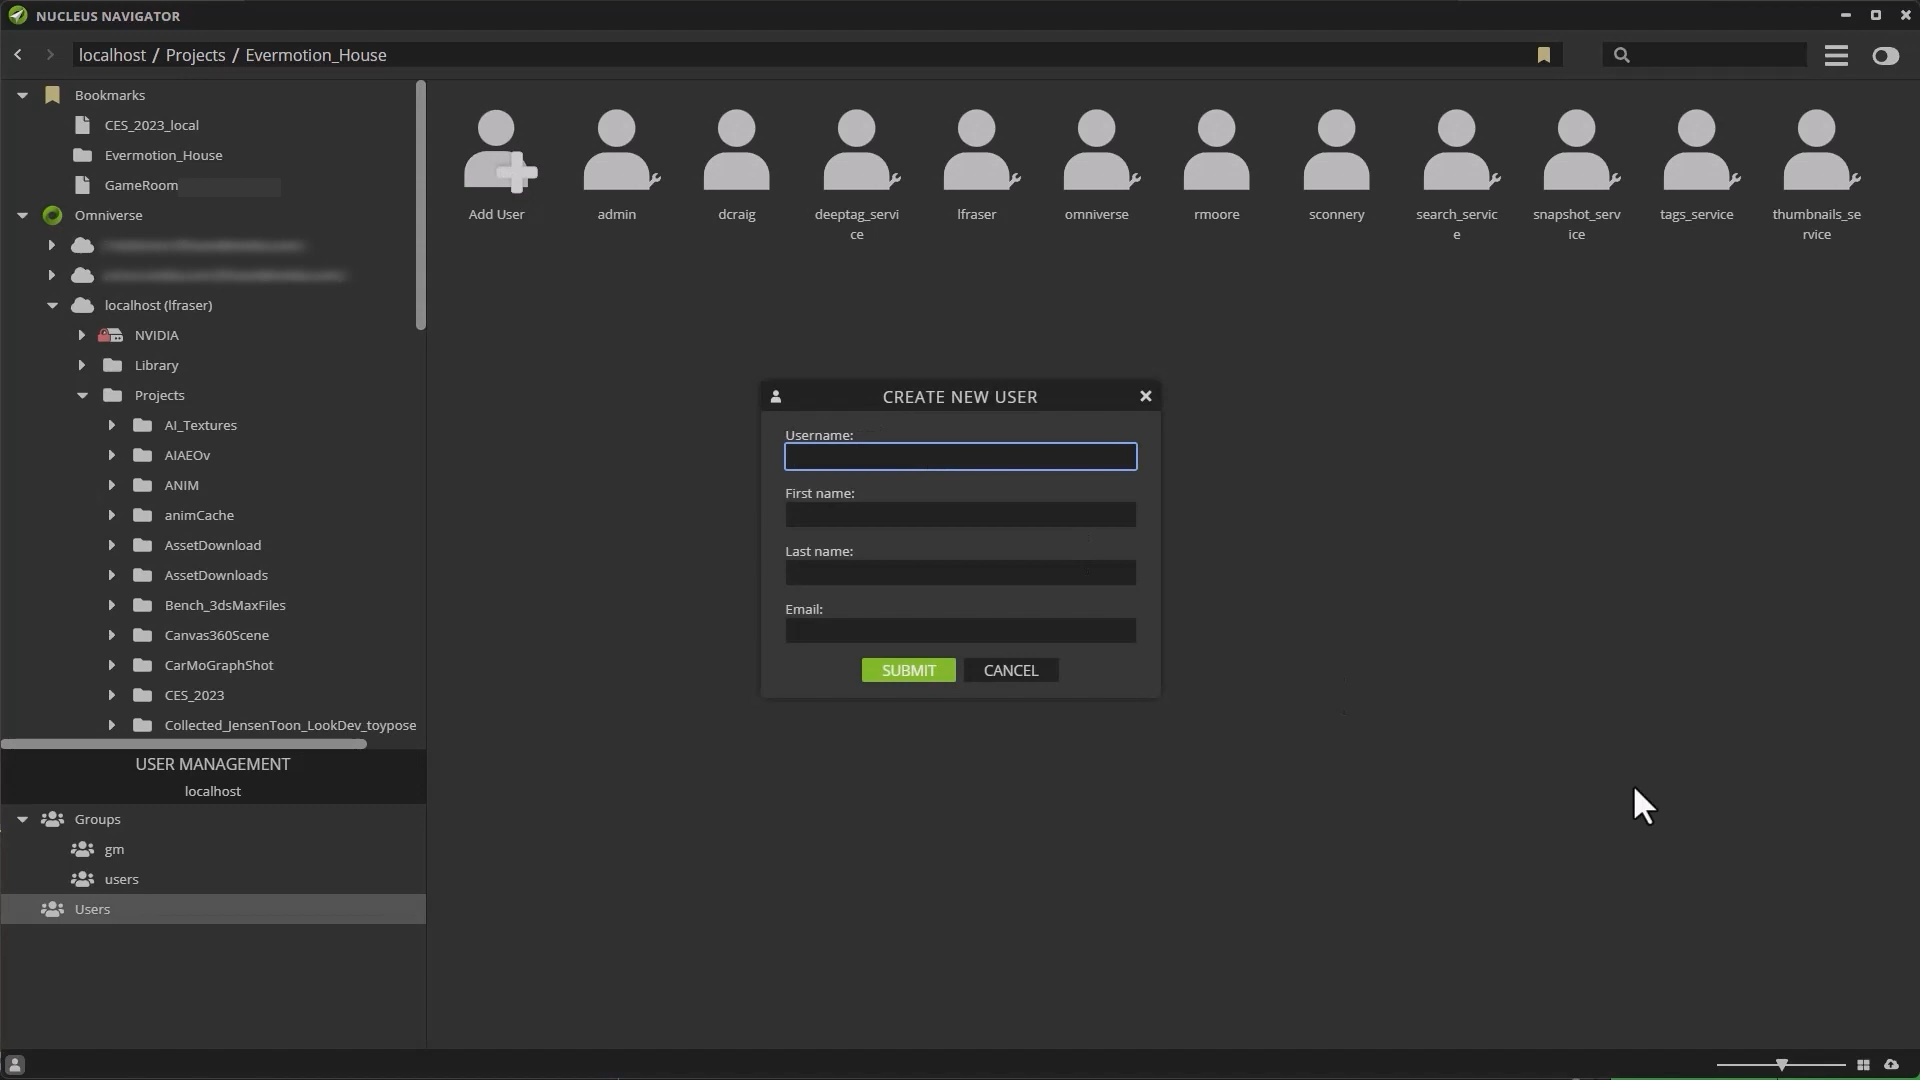 NUCLEUS NAVIGATOR
localhost / Projects / Evermotion_House
Bookmarks
CES_2023_local
Evermotion_House
GameRoom
Omniverse
localhost (lfraser)
NVIDIA
Library
Projects
AI_Textures
AIAEOv
ANIM
animCache
AssetDownload
AssetDownloads
Bench_3dsMaxFiles
Canvas360Scene
CarMoGraphShot
CES_2023
Collected_JensenToon_LookDev_toypose
USER MANAGEMENT
localhost
Groups
gm
users
Users
Add User
admin
dcraig
deeptag_servi
ce
lfraser
omniverse
rmoore
sconnery
search_servic
e
snapshot_serv
ice
tags_service
thumbnails_se
rvice
CREATE NEW USER
Username:
First name:
Last name:
Email:
SUBMIT CANCEL